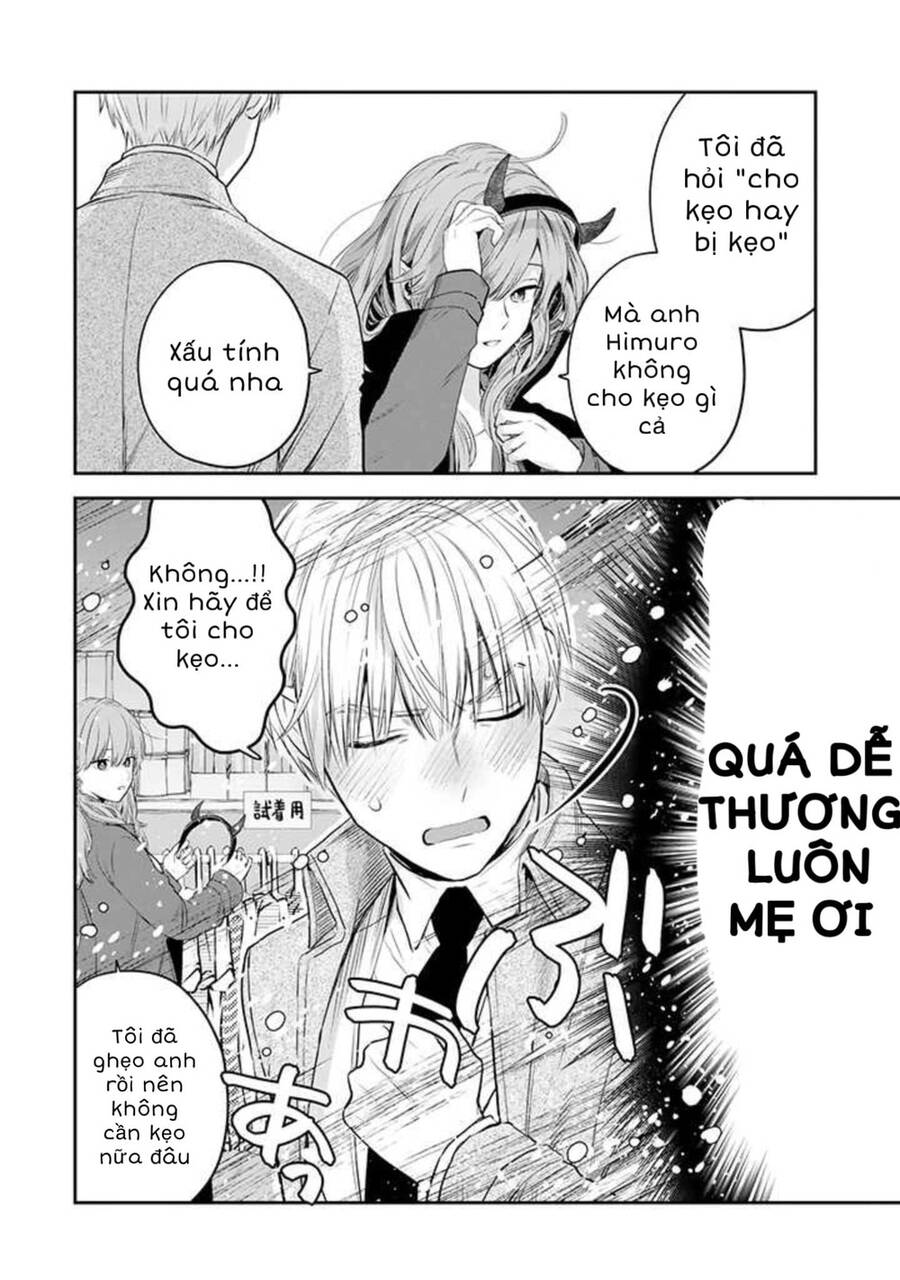 Tôi đã
hỏi "cho
kẹo hay
bị kẹo"
Mà anh
Himuro
không
cho kẹo gì
cả
Xấu tính
quá nha
QUÁ DỄ
THƯƠNG
LUÔN
MẸ ƠI
Không...!!
Xin hãy để
tôi cho
kẹo...
試着用
Tôi đã
ghẹo anh
rồi nên
không
cần kẹo
nữa đâu